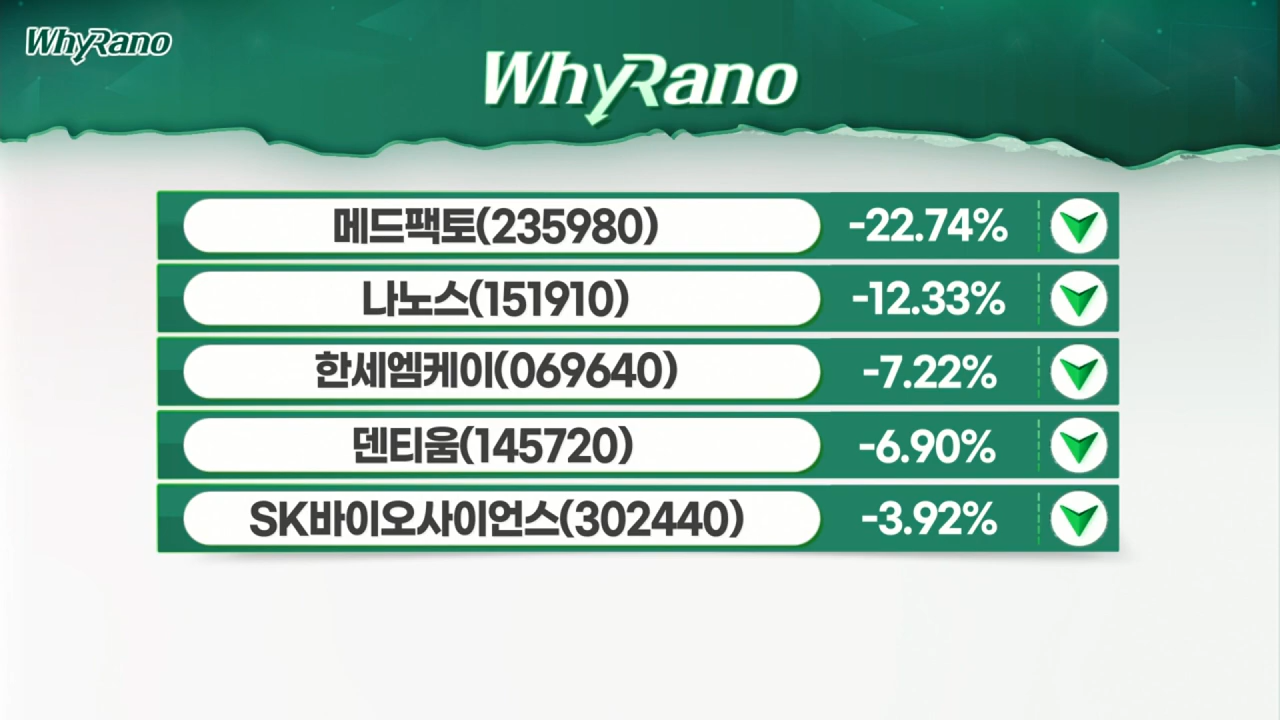 WhyRano
WhyRano
메드팩토(235980) -22.74%
나노스(151910) -12.33%
한세엠케이(069640) -7.22%
덴티움(145720) -6.90%
SK바이오사이언스(302440) -3.92%